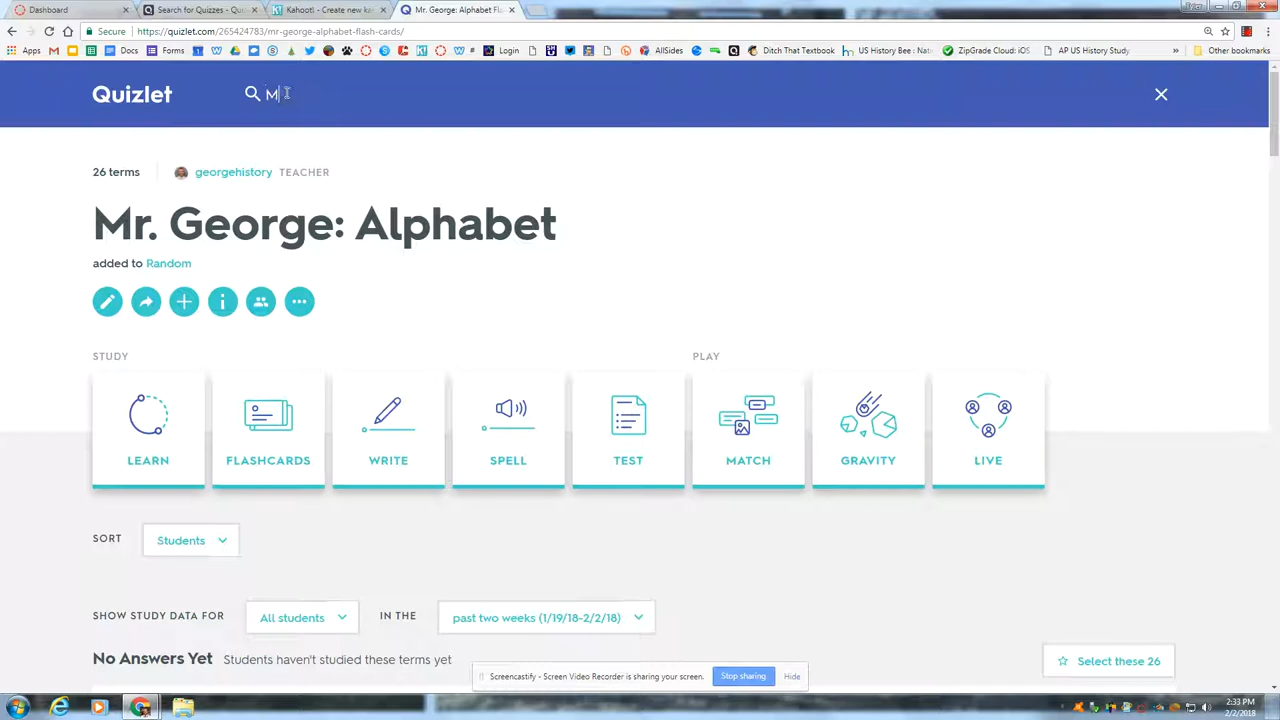 Dashboard
Search for Quizzes - Quiz
Kahoot! - Create new ka
Mr. George: Alphabet Fla
Secure
https://quizlet.com/265424783/mr-george-alphabet-flash-cards/
Apps
Docs
Forms
Login
AllSides
Ditch That Textbook
US History Bee : Nat
ZipGrade Cloud: iOS
AP US History Study
»
Other bookmarks
Quizlet
M
26 terms
georgehistory TEACHER
Mr. George: Alphabet
added to Random
STUDY
PLAY
LEARN
FLASHCARDS
WRITE
SPELL
TEST
MATCH
GRAVITY
LIVE
SORT
Students
SHOW STUDY DATA FOR
All students
IN THE
past two weeks (1/19/18-2/2/18)
No Answers Yet
Students haven't studied these terms yet
Select these 26
Screencastify - Screen Video Recorder is sharing your screen.
Stop sharing
Hide
2:33 PM
2/2/2018